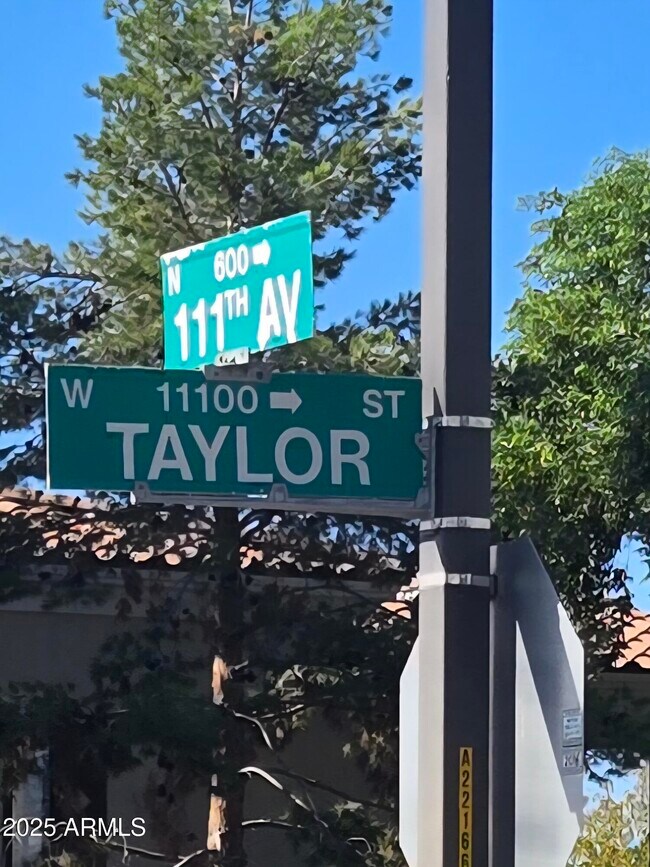 N 600 →
111TH AV
W 11100 → ST
TAYLOR
A22166
2025 ARMLS